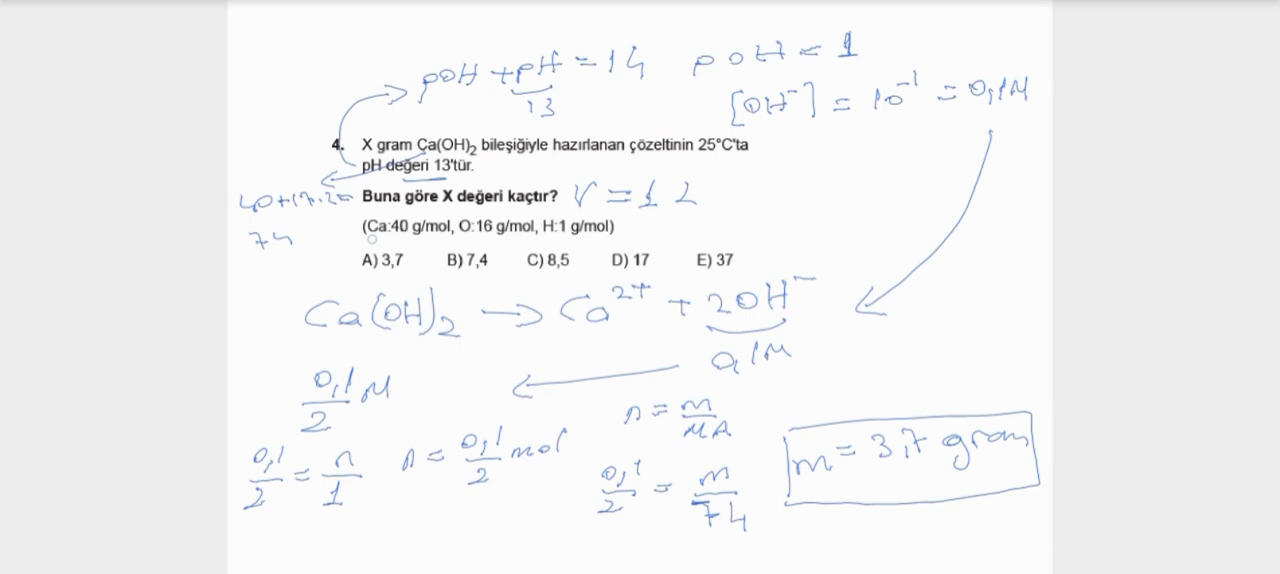 pOH + pH = 14   pOH = 1
13   [OH⁻] = 10⁻¹ = 0,1M
4. X gram Ca(OH)₂ bileşiğiyle hazırlanan çözeltinin 25°C'ta
pH değeri 13'tür.
Buna göre X değeri kaçtır? V = 1 L
40+17.2=
74
(Ca:40 g/mol, O:16 g/mol, H:1 g/mol)
A) 3,7 B) 7,4 C) 8,5 D) 17 E) 37
Ca(OH)₂ → Ca²⁺ + 2OH⁻
0,1M
0,1/2 M
n = m/MA
0,1/2 = n/1   n = 0,1/2 mol
0,1/2 = m/74
m = 3,7 gram